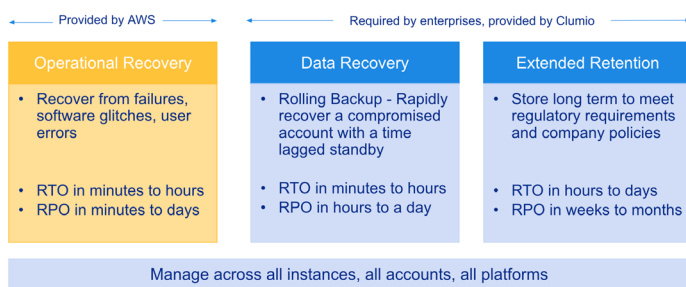 Provided by AWS
Required by enterprises, provided by Clumio
Operational Recovery
• Recover from failures,
software glitches, user
errors
• RTO in minutes to hours
• RPO in minutes to days
Data Recovery
• Rolling Backup - Rapidly
recover a compromised
account with a time
lagged standby
• RTO in minutes to hours
• RPO in hours to a day
Extended Retention
• Store long term to meet
regulatory requirements
and company policies
• RTO in hours to days
• RPO in weeks to months
Manage across all instances, all accounts, all platforms